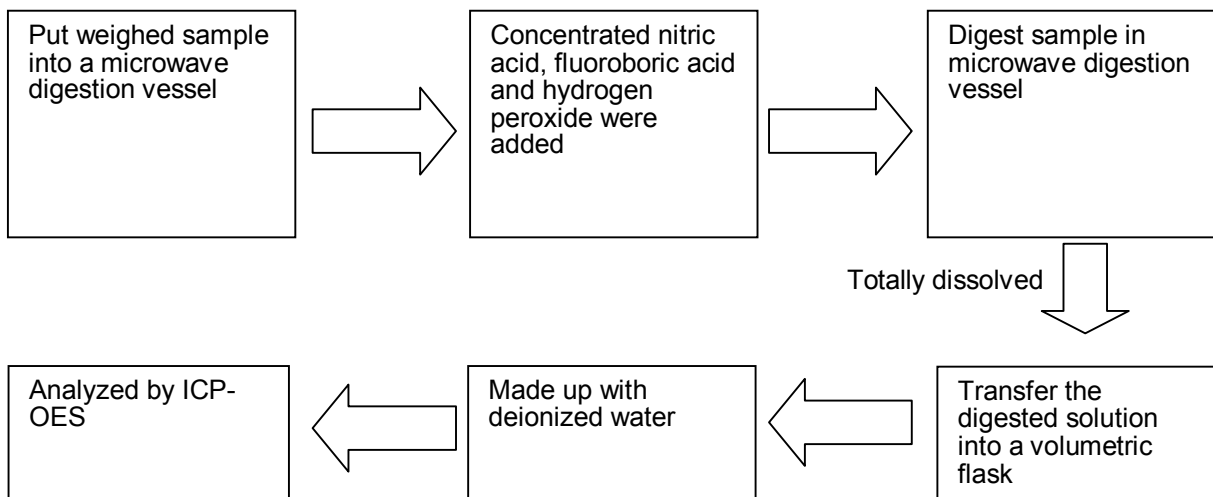 Put weighed sample
into a microwave
digestion vessel
Concentrated nitric
acid, fluoroboric acid
and hydrogen
peroxide were
added
Digest sample in
microwave digestion
vessel
Totally dissolved
Transfer the
digested solution
into a volumetric
flask
Made up with
deionized water
Analyzed by ICP-
OES